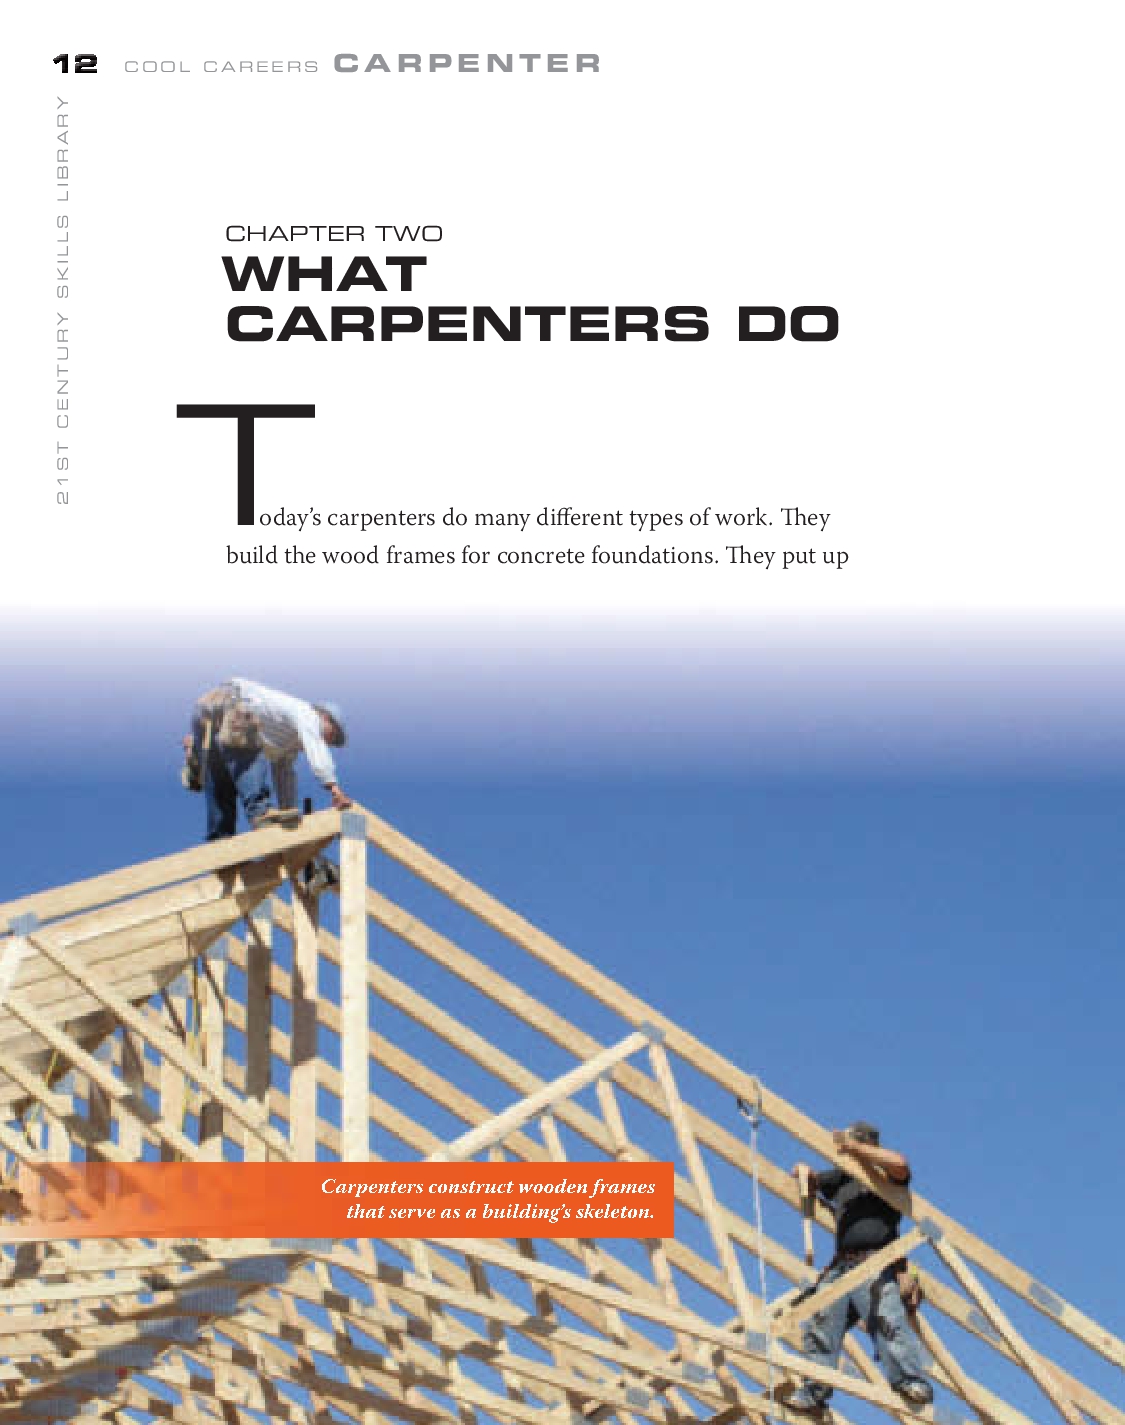 12 COOL CAREERS CARPENTER
21ST CENTURY SKILLS LIBRARY
CHAPTER TWO
WHAT
CARPENTERS DO
Today’s carpenters do many different types of work. They
build the wood frames for concrete foundations. They put up
Carpenters construct wooden frames
that serve as a building’s skeleton.